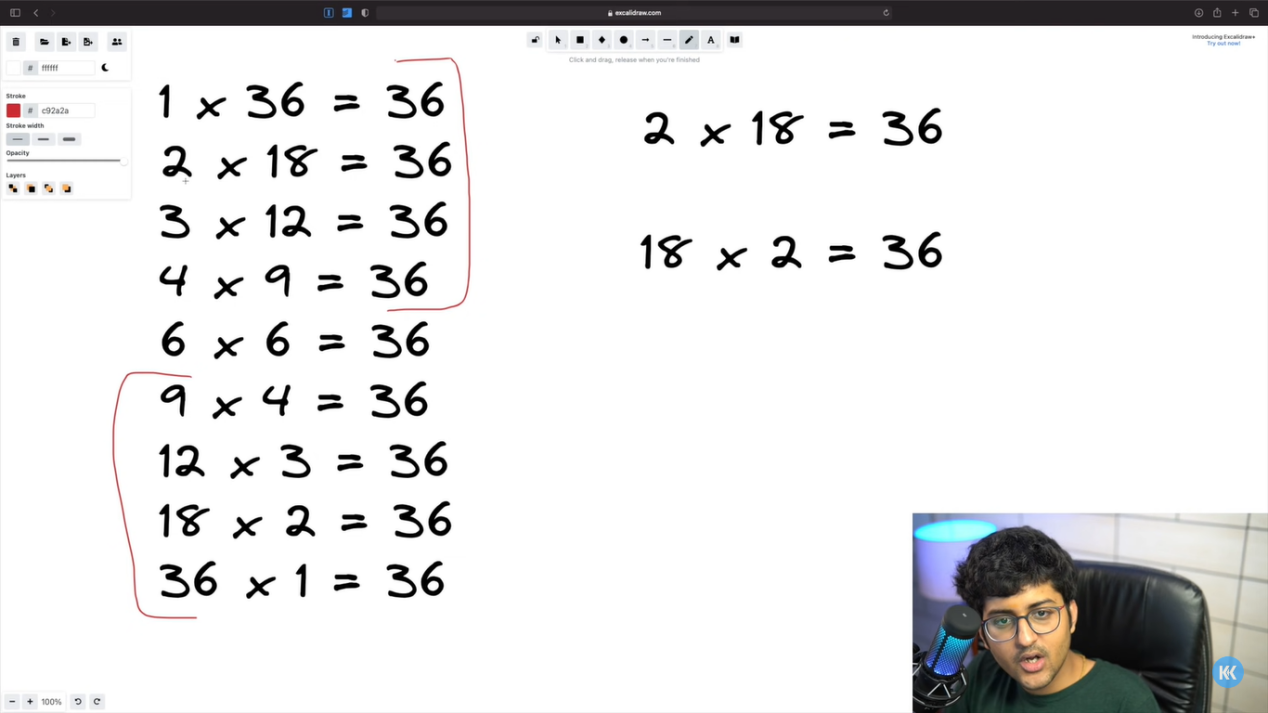 excalidraw.com
Click and drag, release when you're finished
Introducing Excalidraw+
Try out now!
# ffffff
Stroke
# c92a2a
Stroke width
Opacity
Layers
1 x 36 = 36
2 x 18 = 36
3 x 12 = 36
4 x 9 = 36
6 x 6 = 36
9 x 4 = 36
12 x 3 = 36
18 x 2 = 36
36 x 1 = 36
2 x 18 = 36
18 x 2 = 36
- + 100%
KK